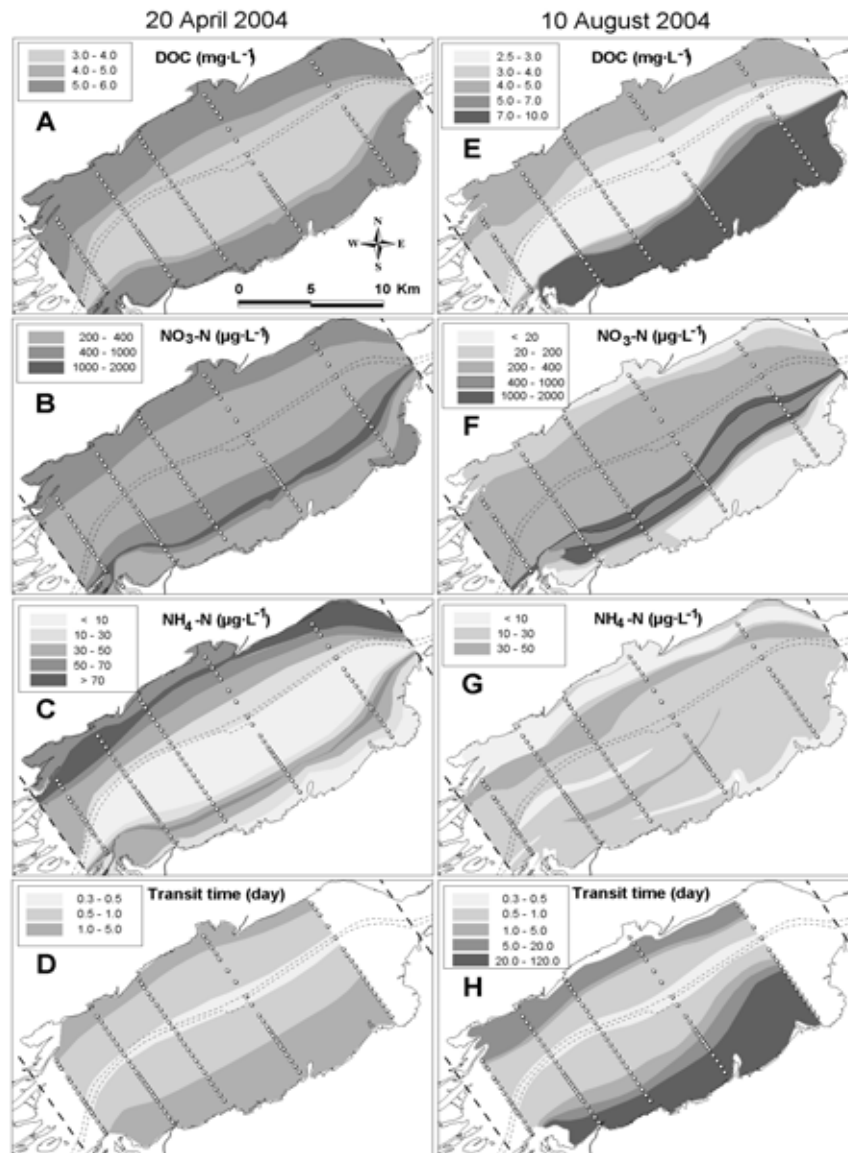 20 April 2004
10 August 2004
DOC (mg·L⁻¹)
3.0 - 4.0
4.0 - 5.0
5.0 - 6.0
A
N
W E
S
0 5 10 Km
DOC (mg·L⁻¹)
2.5 - 3.0
3.0 - 4.0
4.0 - 5.0
5.0 - 7.0
7.0 - 10.0
E
NO₃-N (µg·L⁻¹)
200 - 400
400 - 1000
1000 - 2000
B
NO₃-N (µg·L⁻¹)
< 20
20 - 200
200 - 400
400 - 1000
1000 - 2000
F
NH₄-N (µg·L⁻¹)
< 10
10 - 30
30 - 50
50 - 70
> 70
C
NH₄-N (µg·L⁻¹)
< 10
10 - 30
30 - 50
G
Transit time (day)
0.3 - 0.5
0.5 - 1.0
1.0 - 5.0
D
Transit time (day)
0.3 - 0.5
0.5 - 1.0
1.0 - 5.0
5.0 - 20.0
20.0 - 120.0
H